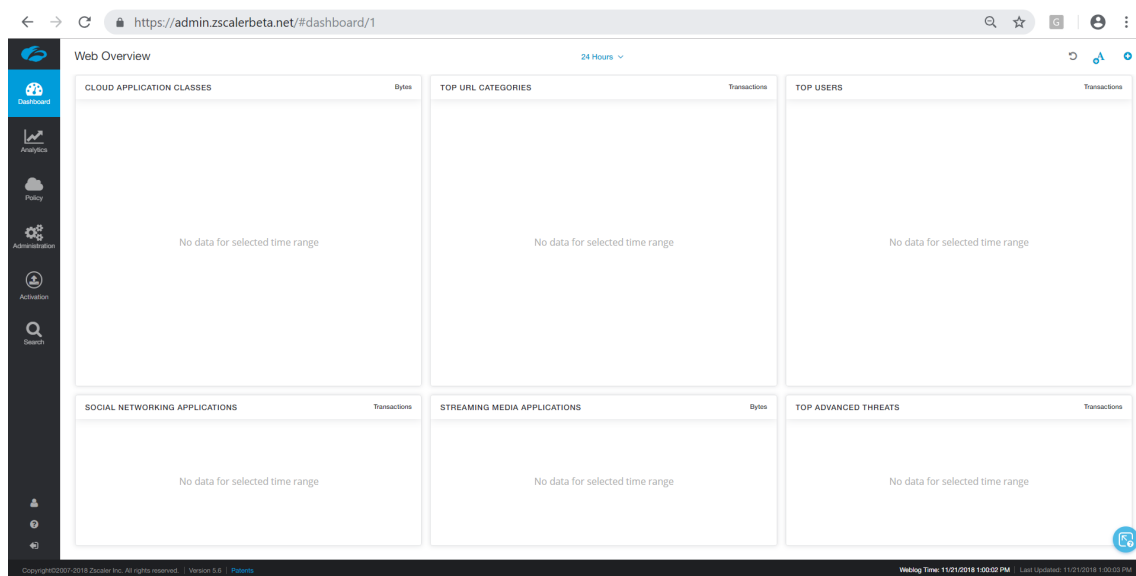 https://admin.zscalerbeta.net/#dashboard/1
G
Web Overview
24 Hours
Dashboard
Analytics
Policy
Administration
Activation
Search
CLOUD APPLICATION CLASSES Bytes
No data for selected time range
TOP URL CATEGORIES Transactions
No data for selected time range
TOP USERS Transactions
No data for selected time range
SOCIAL NETWORKING APPLICATIONS Transactions
No data for selected time range
STREAMING MEDIA APPLICATIONS Bytes
No data for selected time range
TOP ADVANCED THREATS Transactions
No data for selected time range
Copyright©2007-2018 Zscaler Inc. All rights reserved. | Version 5.6 | Patents
Weblog Time: 11/21/2018 1:00:02 PM | Last Updated: 11/21/2018 1:00:03 PM